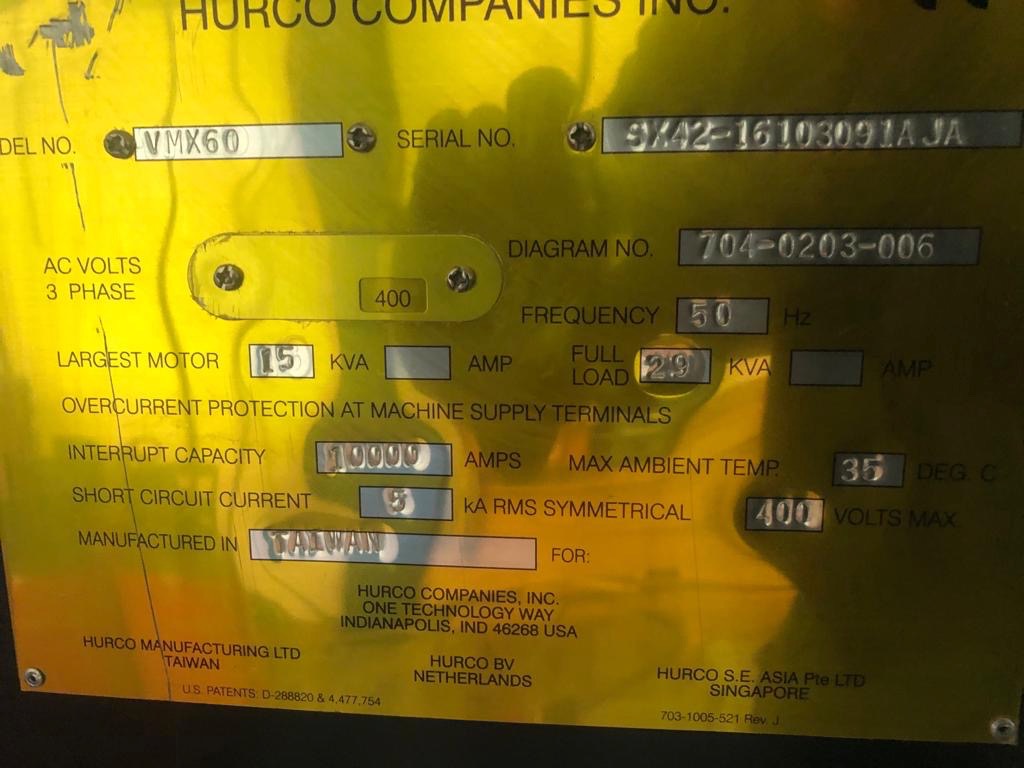 HURCO COMPANIES INC.
DEL NO. VMX60 SERIAL NO. SX42-16103091AJA
DIAGRAM NO. 704-0203-006
AC VOLTS
3 PHASE 400
FREQUENCY 50 Hz
LARGEST MOTOR 15 KVA AMP FULL LOAD 29 KVA AMP
OVERCURRENT PROTECTION AT MACHINE SUPPLY TERMINALS
INTERRUPT CAPACITY 10000 AMPS MAX AMBIENT TEMP. 35 DEG. C
SHORT CIRCUIT CURRENT 5 kA RMS SYMMETRICAL 400 VOLTS MAX.
MANUFACTURED IN TAIWAN FOR:
HURCO COMPANIES, INC.
ONE TECHNOLOGY WAY
INDIANAPOLIS, IND 46268 USA
HURCO MANUFACTURING LTD
TAIWAN
HURCO BV
NETHERLANDS
HURCO S.E. ASIA Pte LTD
SINGAPORE
U.S. PATENTS: D-288820 & 4,477,754
703-1005-521 Rev. J